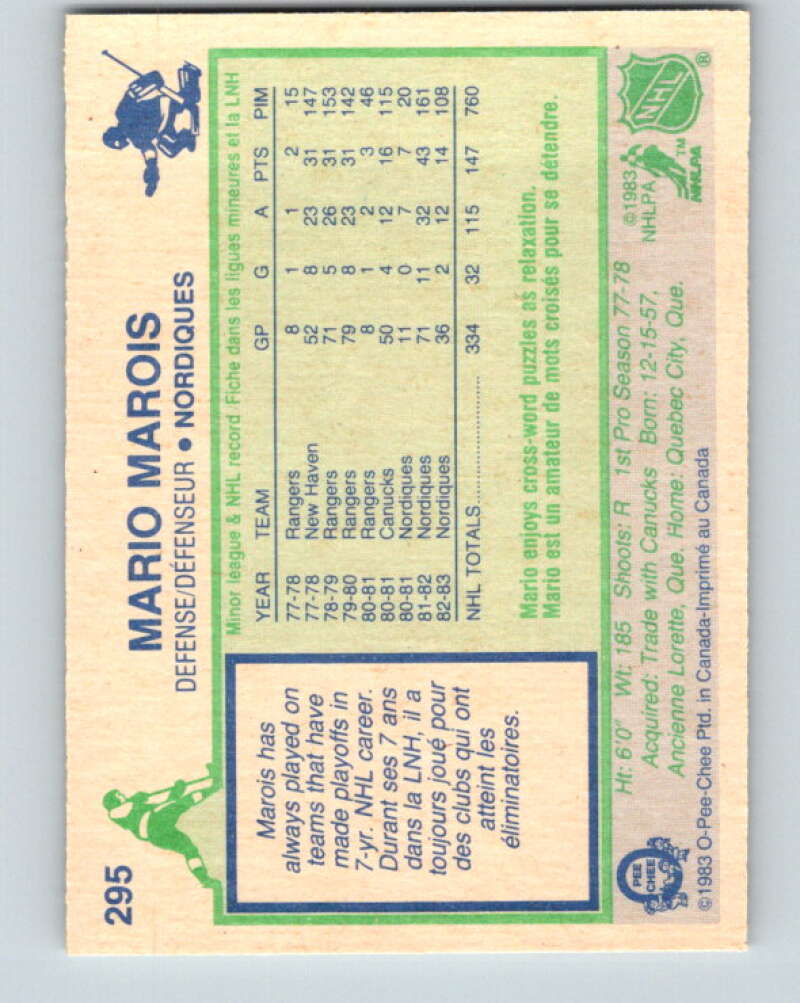 295
MARIO MAROIS
DEFENSE/DÉFENSEUR • NORDIQUES
Marois has
always played on
teams that have
made playoffs in
7-yr. NHL career.
Durant ses 7 ans
dans la LNH, il a
toujours joué pour
des clubs qui ont
atteint les
éliminatoires.
Minor league & NHL record Fiche dans les ligues mineures et la LNH
YEAR TEAM GP G A PTS PIM
77-78 Rangers 8 1 1 2 15
77-78 New Haven 52 8 23 31 147
78-79 Rangers 71 5 26 31 153
79-80 Rangers 79 8 23 31 142
80-81 Rangers 8 1 2 3 46
80-81 Canucks 50 4 12 16 115
80-81 Nordiques 11 0 7 7 20
81-82 Nordiques 71 11 32 43 161
82-83 Nordiques 36 2 12 14 108
NHL TOTALS.................... 334 32 115 147 760
Mario enjoys cross-word puzzles as relaxation.
Mario est un amateur de mots croisés pour se détendre.
Ht: 6'0" Wt: 185 Shoots: R 1st Pro Season 77-78
Acquired: Trade with Canucks Born: 12-15-57,
Ancienne Lorette, Que. Home: Quebec City, Que.
©1983
NHLPA
NHL ®
TM
NHLPA
O
PEE
CHEE
©1983 O-Pee-Chee Ptd. in Canada-Imprimé au Canada